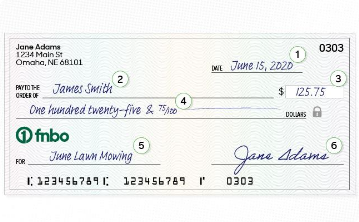 Jane Adams
1234 Main St
Omaha, NE 68101
0303
1
DATE June 15, 2020
2
3
PAY TO THE ORDER OF James Smith $ 125.75
4
One hundred twenty-five & 75/100 DOLLARS
1 fnbo
5
6
FOR June Lawn Mowing Jane Adams
⑆123456789⑆ 123456789 ⑈ 0303